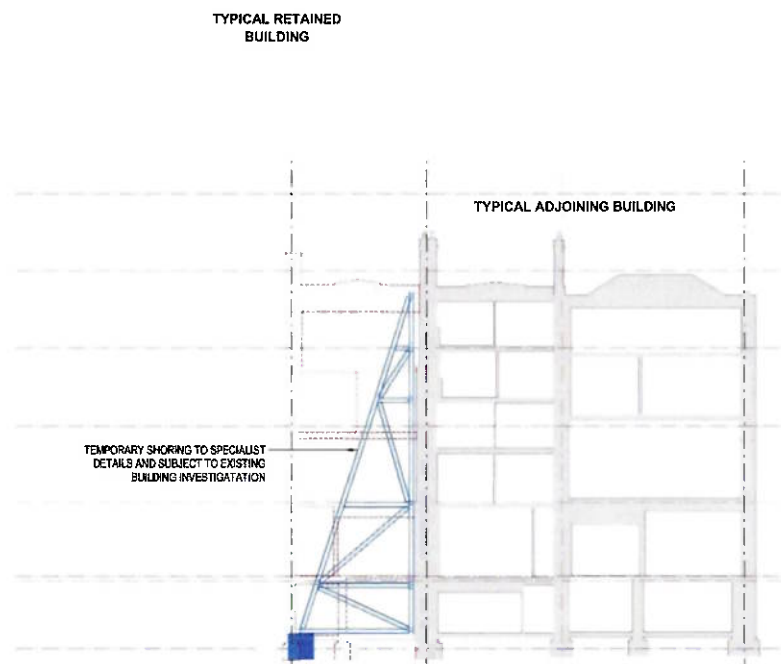 TYPICAL RETAINED
BUILDING
TYPICAL ADJOINING BUILDING
TEMPORARY SHORING TO SPECIALIST
DETAILS AND SUBJECT TO EXISTING
BUILDING INVESTIGATATION